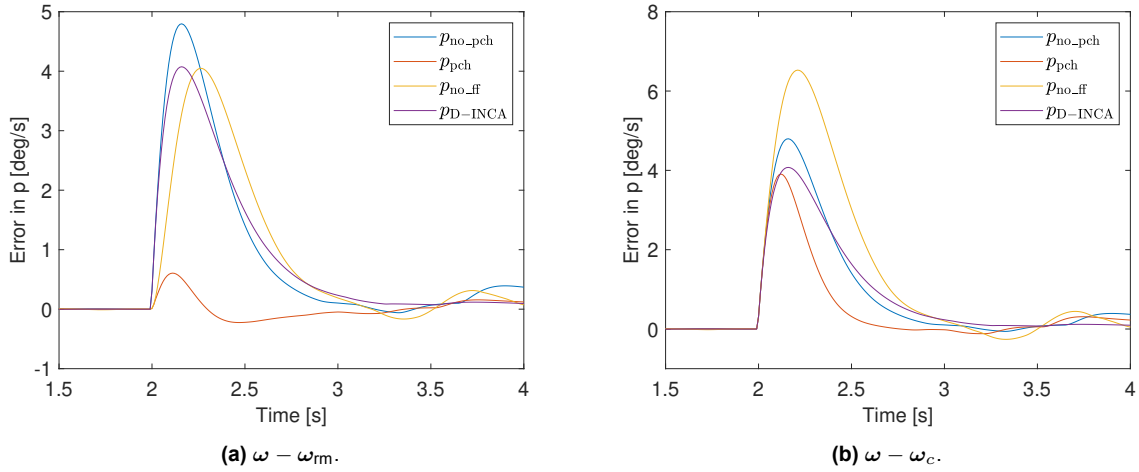 5
4
3
2
1
0
-1
Error in p [deg/s]
1.5 2 2.5 3 3.5 4
Time [s]
p_no_pch
p_pch
p_no_ff
p_D-INCA
(a) ω − ω_rm.
8
6
4
2
0
Error in p [deg/s]
1.5 2 2.5 3 3.5 4
Time [s]
p_no_pch
p_pch
p_no_ff
p_D-INCA
(b) ω − ω_c.